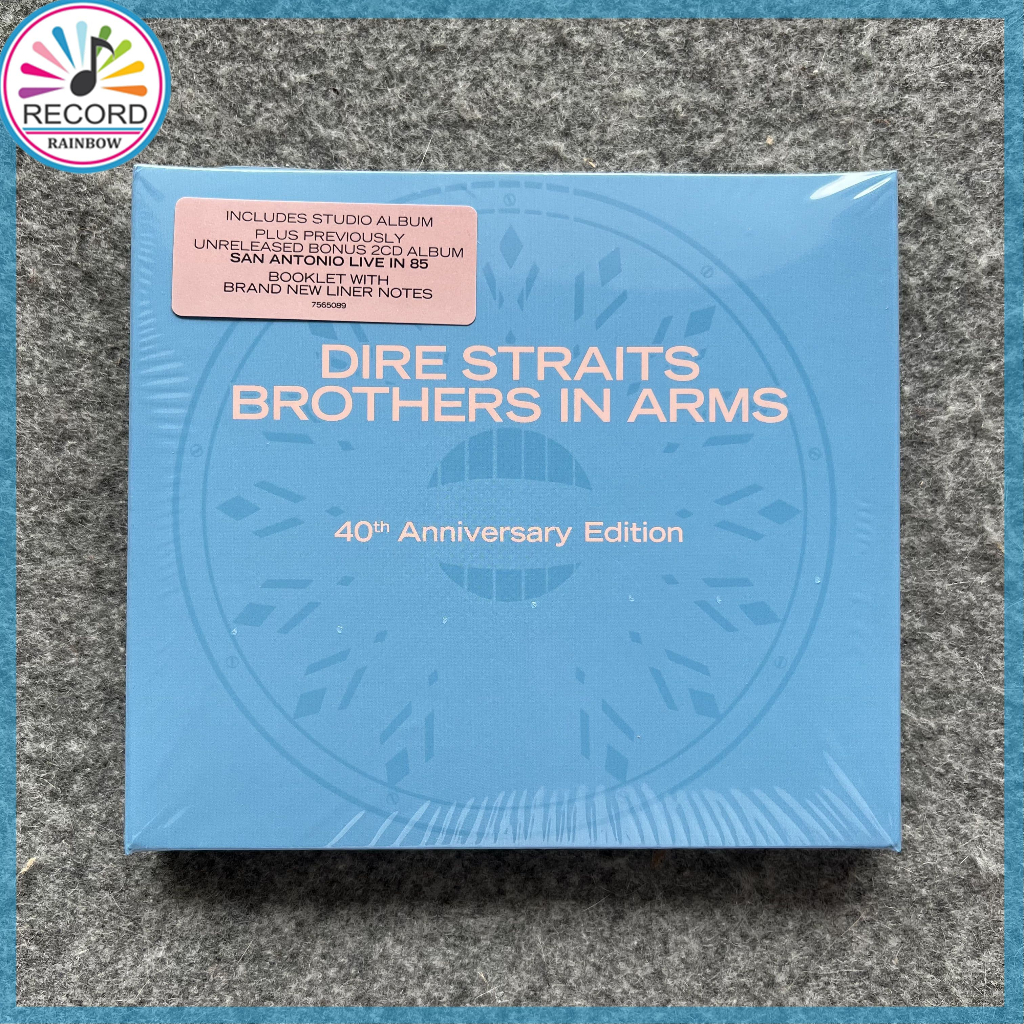 RECORD
RAINBOW
INCLUDES STUDIO ALBUM
PLUS PREVIOUSLY
UNRELEASED BONUS 2CD ALBUM
SAN ANTONIO LIVE IN 85
BOOKLET WITH
BRAND NEW LINER NOTES
7565089
DIRE STRAITS
BROTHERS IN ARMS
40th Anniversary Edition